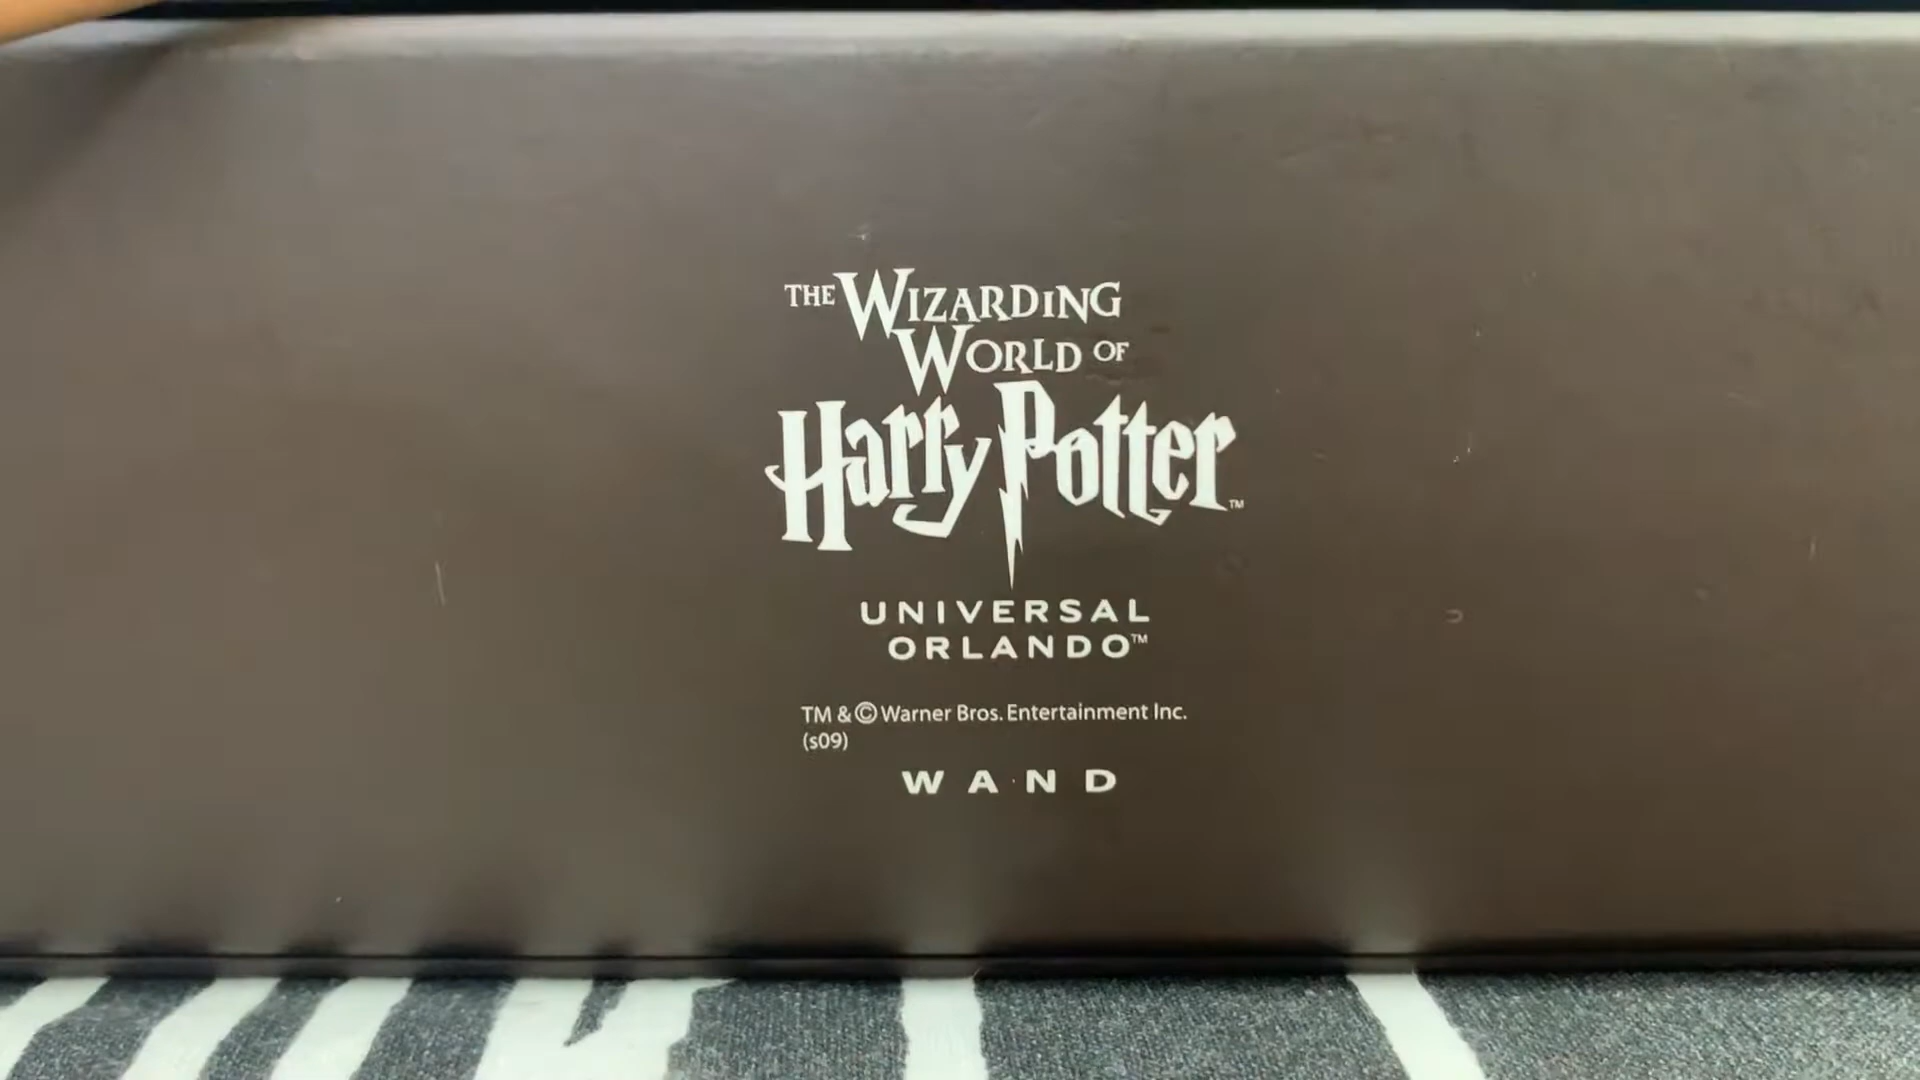 THE WIZARDING
WORLD OF
Harry Potter™
UNIVERSAL
ORLANDO™
TM & © Warner Bros. Entertainment Inc.
(s09)
WAND